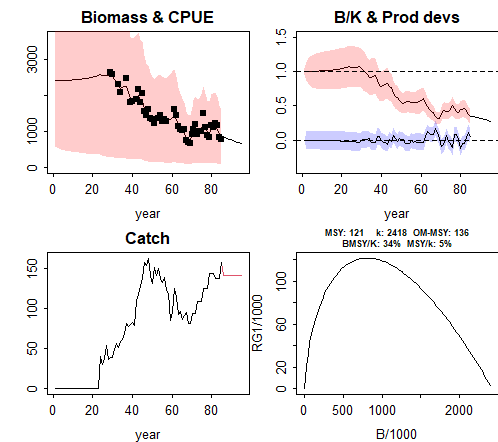 Biomass & CPUE
3000
1000
0
0 20 40 60 80
year
B/K & Prod devs
1.5
1.0
0.5
0.0
0 20 40 60 80
year
Catch
150
100
50
0
0 20 40 60 80
year
MSY: 121 k: 2418 OM-MSY: 136
BMSY/K: 34% MSY/k: 5%
RG1/1000
100
60
20
0
0 500 1000 2000
B/1000